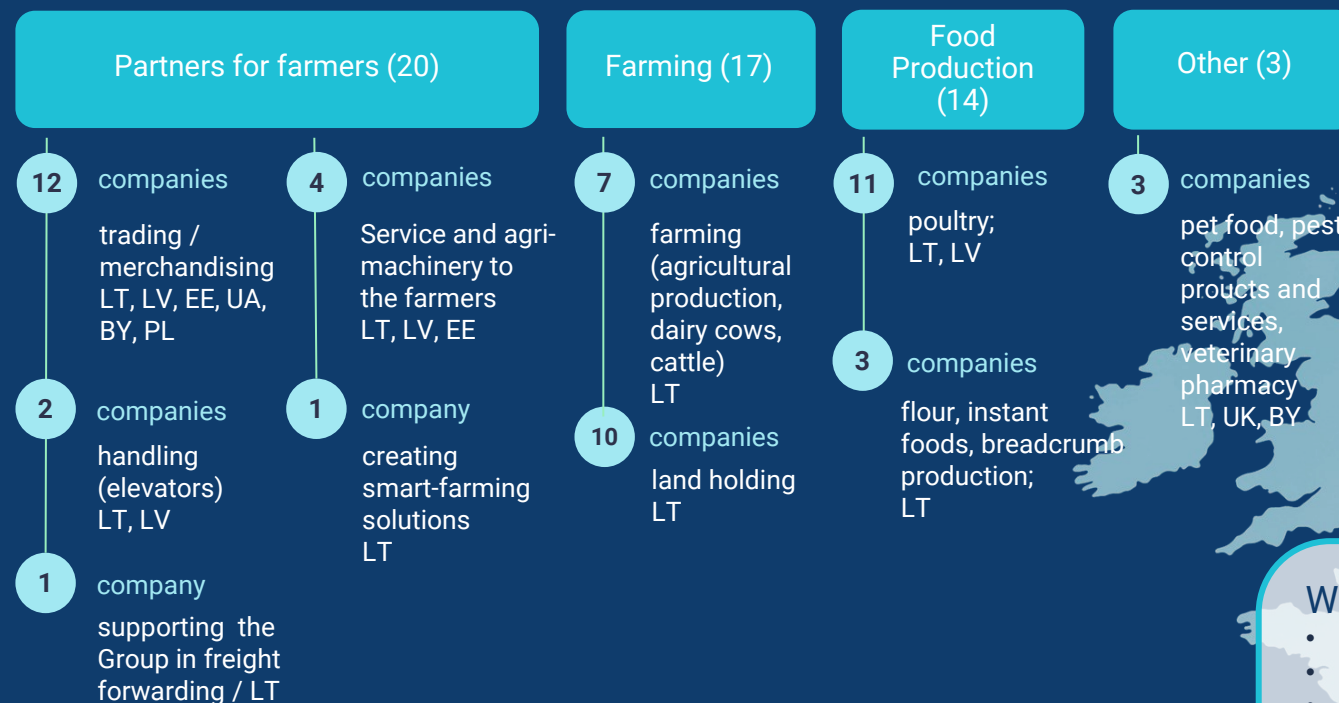 Partners for farmers (20)
12
companies
trading /
merchandising
LT, LV, EE, UA,
BY, PL
2
companies
handling
(elevators)
LT, LV
1
company
supporting  the
Group in freight
forwarding / LT
4
companies
Service and agri-
machinery to
the farmers
LT, LV, EE
1
company
creating
smart-farming
solutions
LT
Farming (17)
7
companies
farming
(agricultural
production,
dairy cows,
cattle)
LT
10
companies
land holding
LT
Food
Production
(14)
11
companies
poultry;
LT, LV
3
companies
flour, instant
foods, breadcrumb
production;
LT
Other (3)
3
companies
pet food, pest
control
proucts and
services,
veterinary
pharmacy
LT, UK, BY